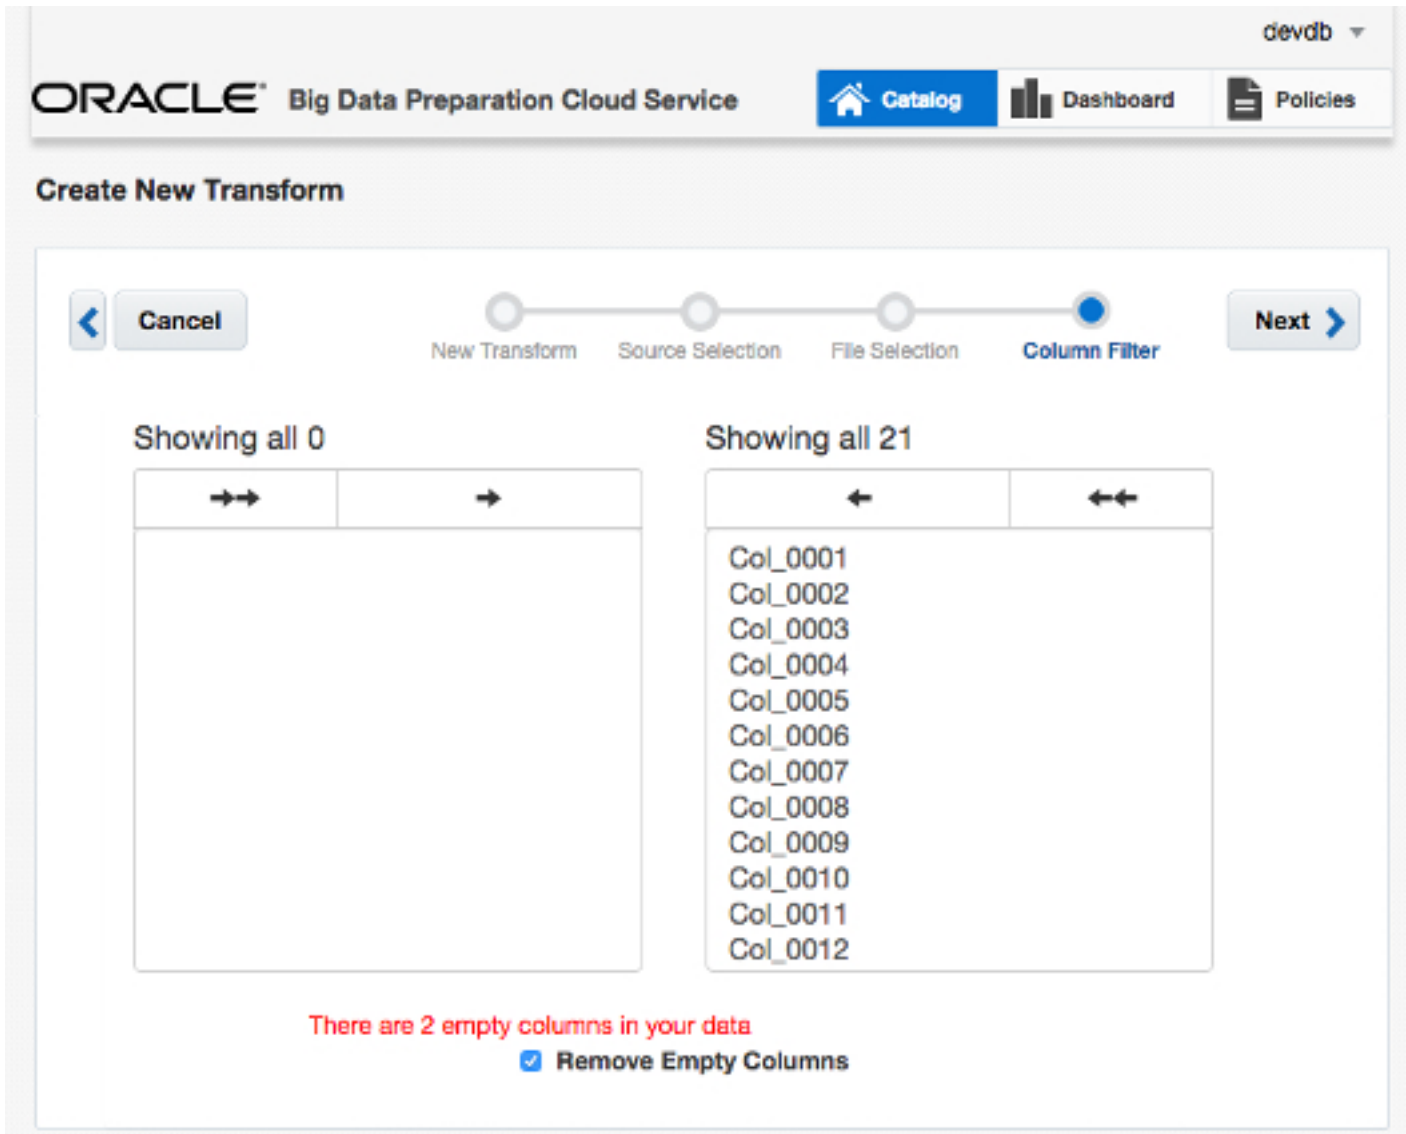 devdb
ORACLE Big Data Preparation Cloud Service
Catalog
Dashboard
Policies
Create New Transform
Cancel
New Transform
Source Selection
File Selection
Column Filter
Next
Showing all 0
Showing all 21
Col_0001
Col_0002
Col_0003
Col_0004
Col_0005
Col_0006
Col_0007
Col_0008
Col_0009
Col_0010
Col_0011
Col_0012
There are 2 empty columns in your data
Remove Empty Columns